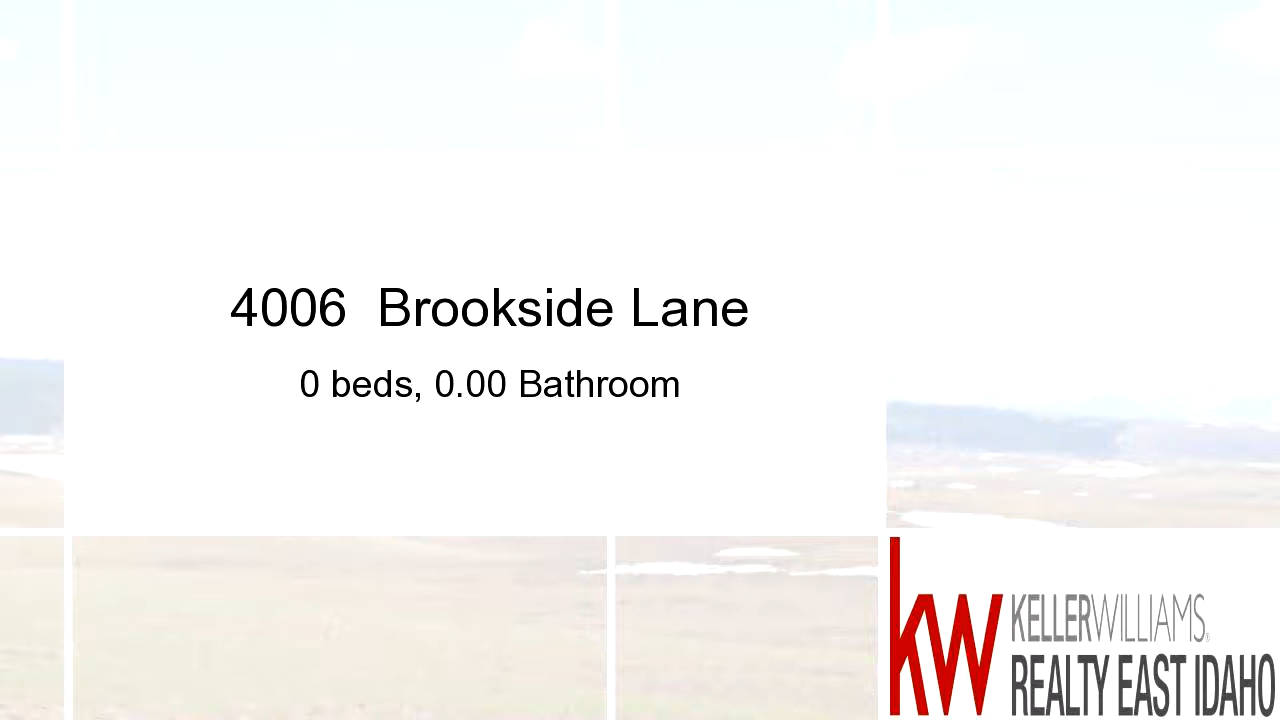 4006  Brookside Lane
0 beds, 0.00 Bathroom
kw
KELLERWILLIAMS®
REALTY EAST IDAHO